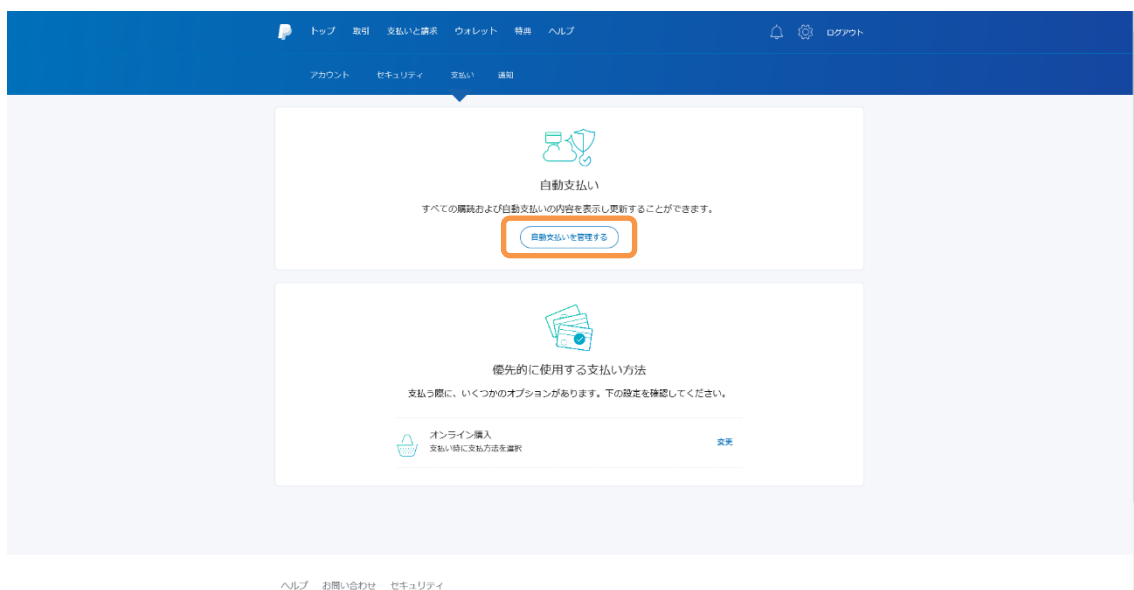 トップ 取引 支払いと請求 ウォレット 特典 ヘルプ ログアウト
アカウント セキュリティ 支払い 通知
自動支払い
すべての購読および自動支払いの内容を表示し更新することができます。
自動支払いを管理する
優先的に使用する支払い方法
支払う際に、いくつかのオプションがあります。下の設定を確認してください。
オンライン購入
支払い時に支払方法を選択
変更
ヘルプ お問い合わせ セキュリティ